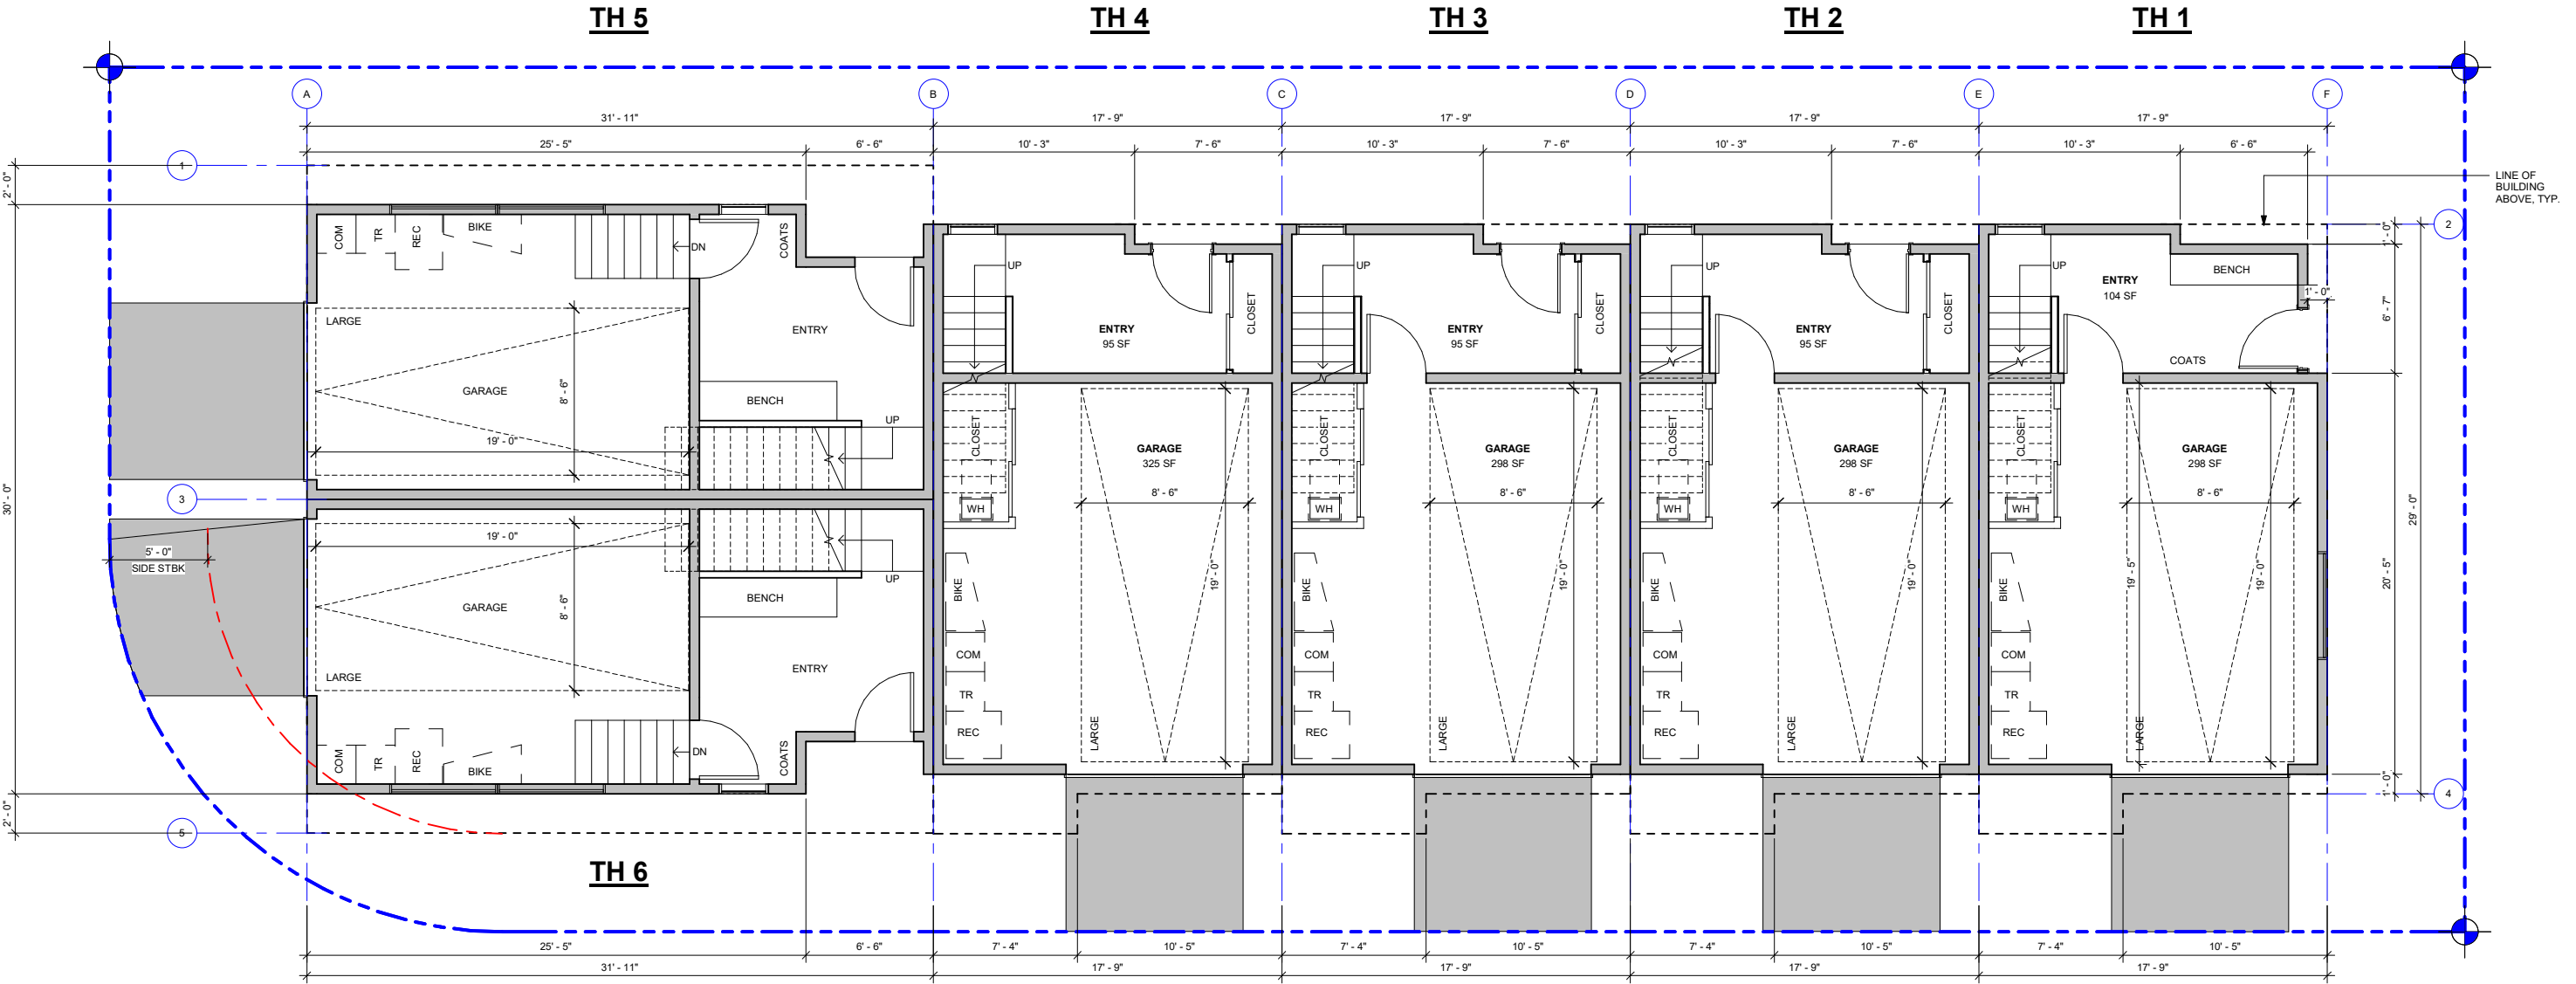 TH 5
TH 4
TH 3
TH 2
TH 1
A
B
C
D
E
F
31' - 11"
17' - 9"
17' - 9"
17' - 9"
17' - 9"
25' - 5"
6' - 6"
10' - 3"
7' - 6"
10' - 3"
7' - 6"
10' - 3"
7' - 6"
10' - 3"
6' - 6"
LINE OF
BUILDING
ABOVE, TYP.
1
2
3
4
5
2' - 0"
30' - 0"
2' - 0"
COM
TR
REC
BIKE
DN
COATS
LARGE
GARAGE
8' - 6"
19' - 0"
ENTRY
BENCH
UP
5' - 0"
SIDE STBK
19' - 0"
GARAGE
8' - 6"
LARGE
UP
BENCH
ENTRY
COM
TR
REC
BIKE
DN
COATS
UP
ENTRY
95 SF
CLOSET
CLOSET
WH
GARAGE
325 SF
8' - 6"
19' - 0"
BIKE
COM
TR
REC
LARGE
UP
ENTRY
95 SF
CLOSET
CLOSET
WH
GARAGE
298 SF
8' - 6"
19' - 0"
BIKE
COM
TR
REC
LARGE
UP
ENTRY
95 SF
CLOSET
CLOSET
WH
GARAGE
298 SF
8' - 6"
19' - 0"
BIKE
COM
TR
REC
LARGE
UP
ENTRY
104 SF
BENCH
1' - 0"
COATS
CLOSET
WH
GARAGE
298 SF
8' - 6"
19' - 5"
19' - 0"
BIKE
COM
TR
REC
LARGE
1' - 0"
6' - 7"
20' - 5"
1' - 0"
29' - 0"
TH 6
25' - 5"
6' - 6"
7' - 4"
10' - 5"
7' - 4"
10' - 5"
7' - 4"
10' - 5"
7' - 4"
10' - 5"
31' - 11"
17' - 9"
17' - 9"
17' - 9"
17' - 9"